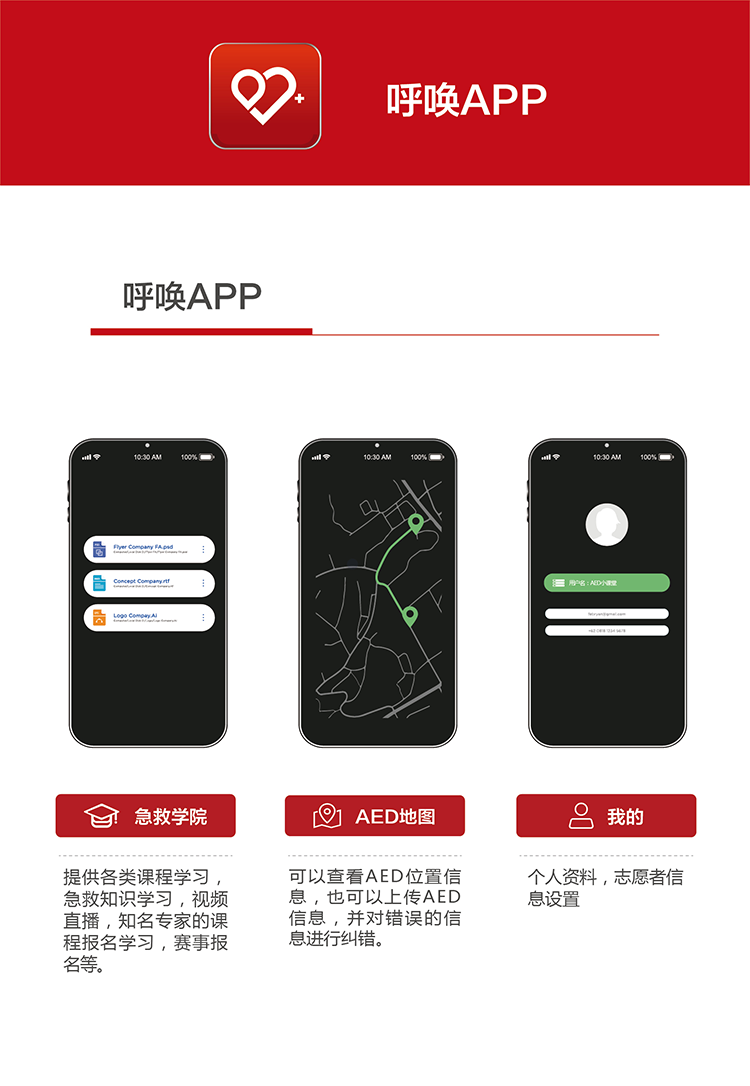 呼唤APP
呼唤APP
10:30 AM 100%
Flyer Company FA.psd
Concept Company.rtf
Logo Compay.Ai
10:30 AM 100%
10:30 AM 100%
用户名：AED小课堂
急救学院
提供各类课程学习，
急救知识学习，视频
直播，知名专家的课
程报名学习，赛事报
名等。
AED地图
可以查看AED位置信
息，也可以上传AED
信息，并对错误的信
息进行纠错。
我的
个人资料，志愿者信
息设置